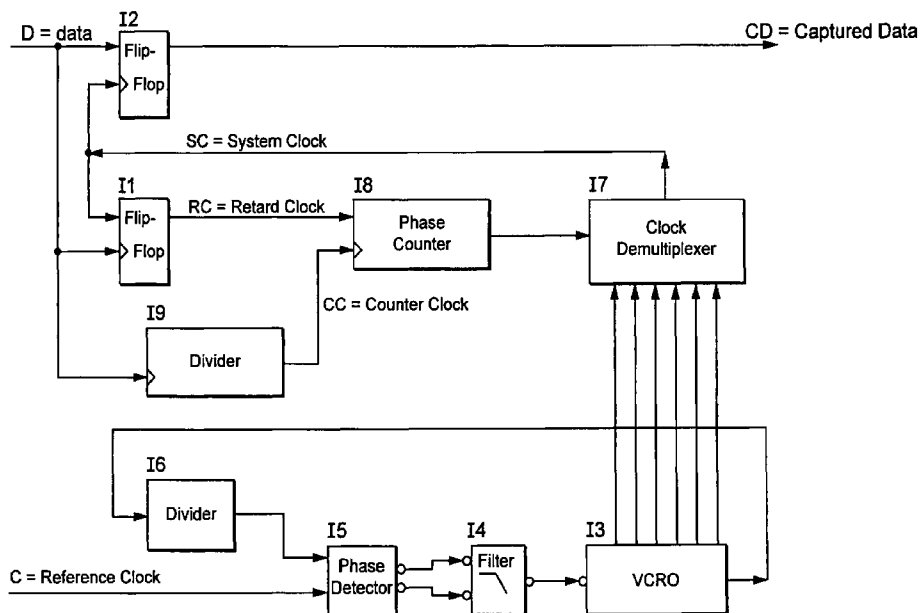 I2
D = data
CD = Captured Data
Flip-
Flop
SC = System Clock
I1
RC = Retard Clock
I8
I7
Flip-
Flop
Phase
Counter
Clock
Demultiplexer
CC = Counter Clock
I9
Divider
I6
Divider
I5
I4
I3
Phase
Detector
Filter
VCRO
C = Reference Clock